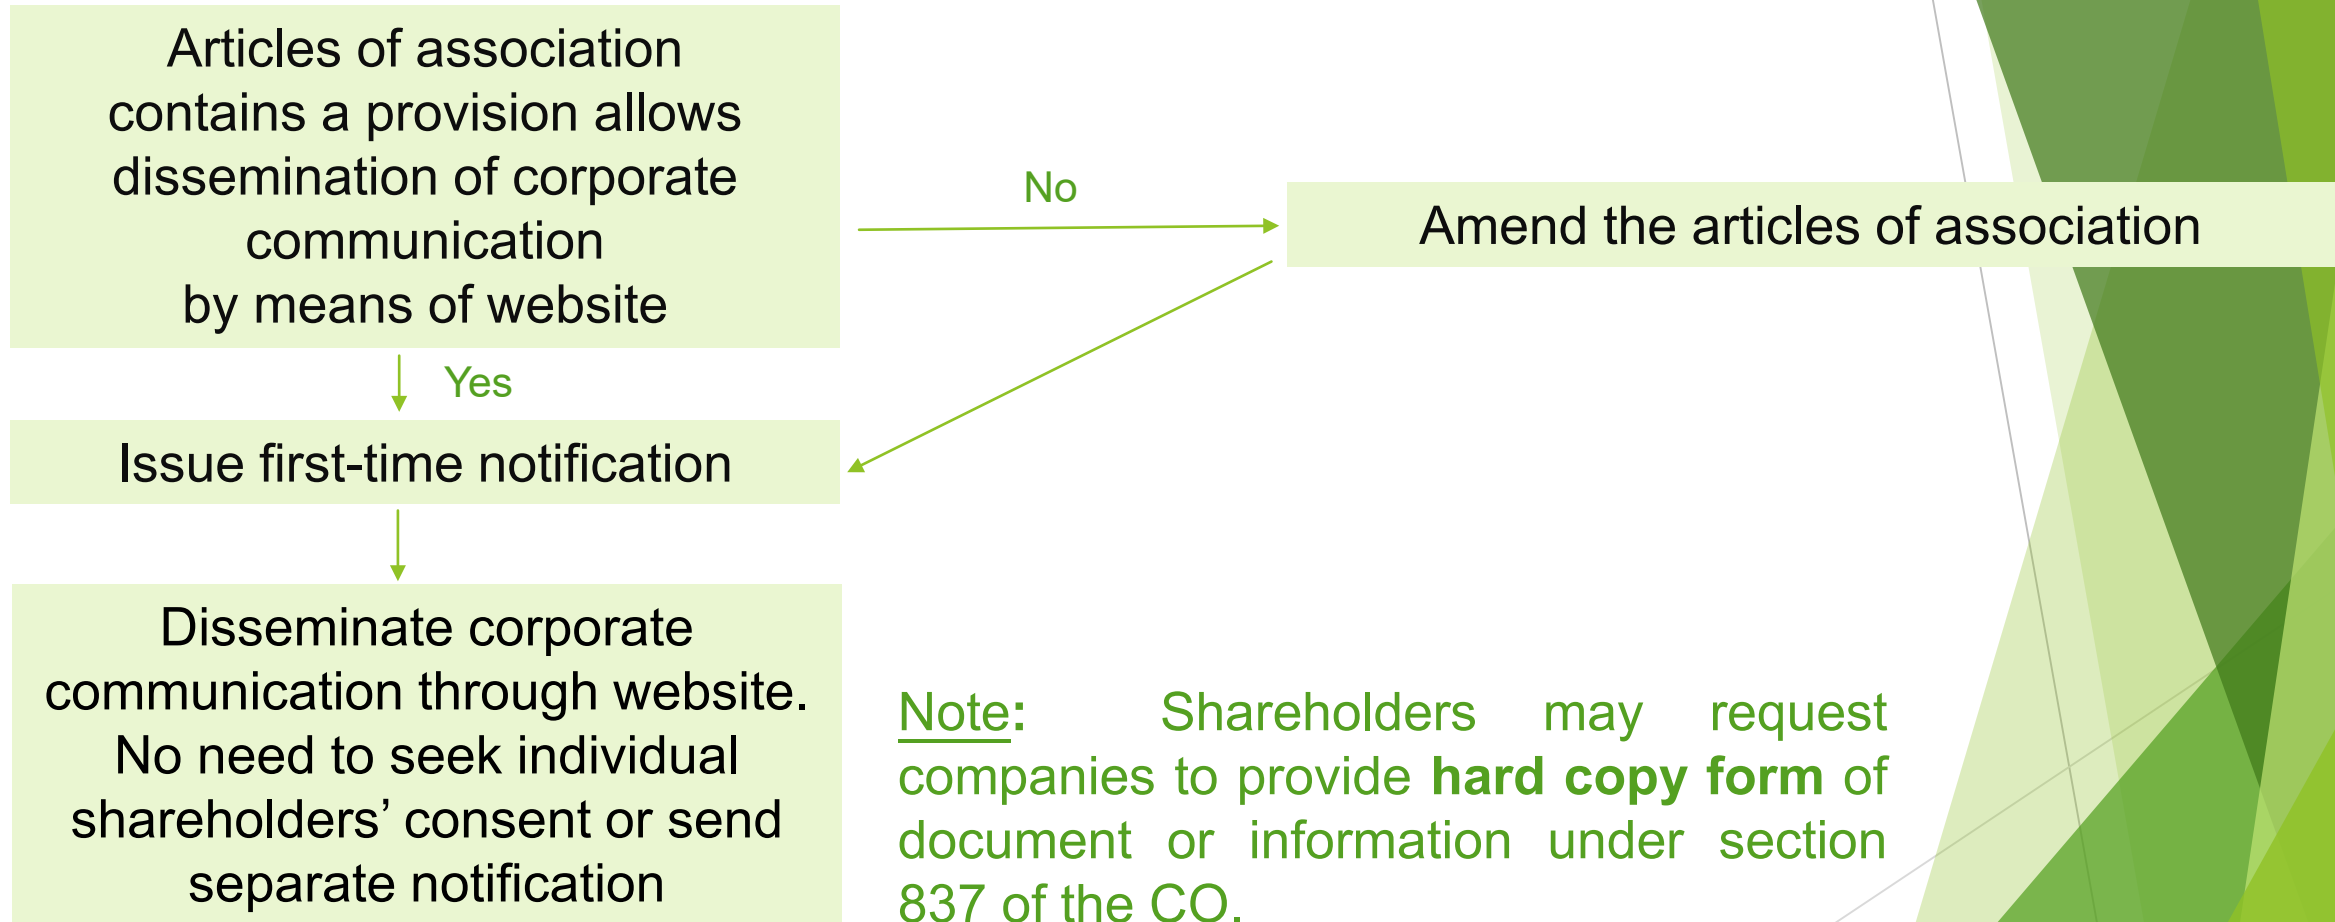 Articles of association
contains a provision allows
dissemination of corporate
communication
by means of website
No
Amend the articles of association
Yes
Issue first-time notification
Disseminate corporate
communication through website.
No need to seek individual
shareholders’ consent or send
separate notification
Note: Shareholders may request
companies to provide hard copy form of
document or information under section
837 of the CO.